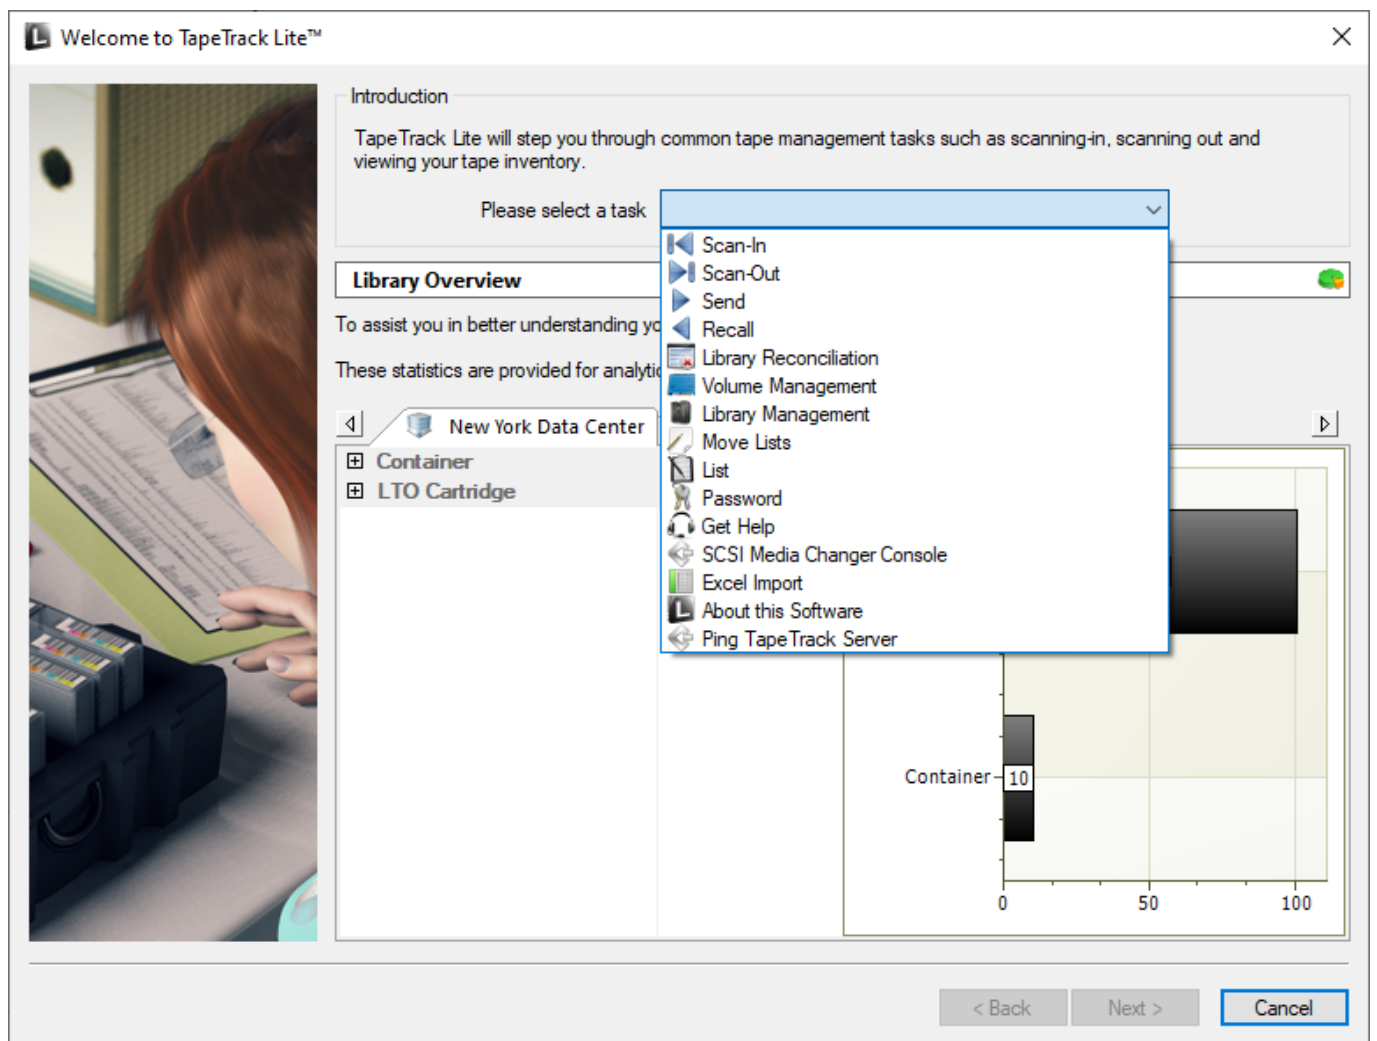 Welcome to TapeTrack Lite™
Introduction
TapeTrack Lite will step you through common tape management tasks such as scanning-in, scanning out and
viewing your tape inventory.
Please select a task
Scan-In
Scan-Out
Send
Recall
Library Reconciliation
Volume Management
Library Management
Move Lists
List
Password
Get Help
SCSI Media Changer Console
Excel Import
About this Software
Ping TapeTrack Server
Library Overview
To assist you in better understanding
These statistics are provided for
New York Data Center
Container
LTO Cartridge
Container
10
0 50 100
< Back Next > Cancel